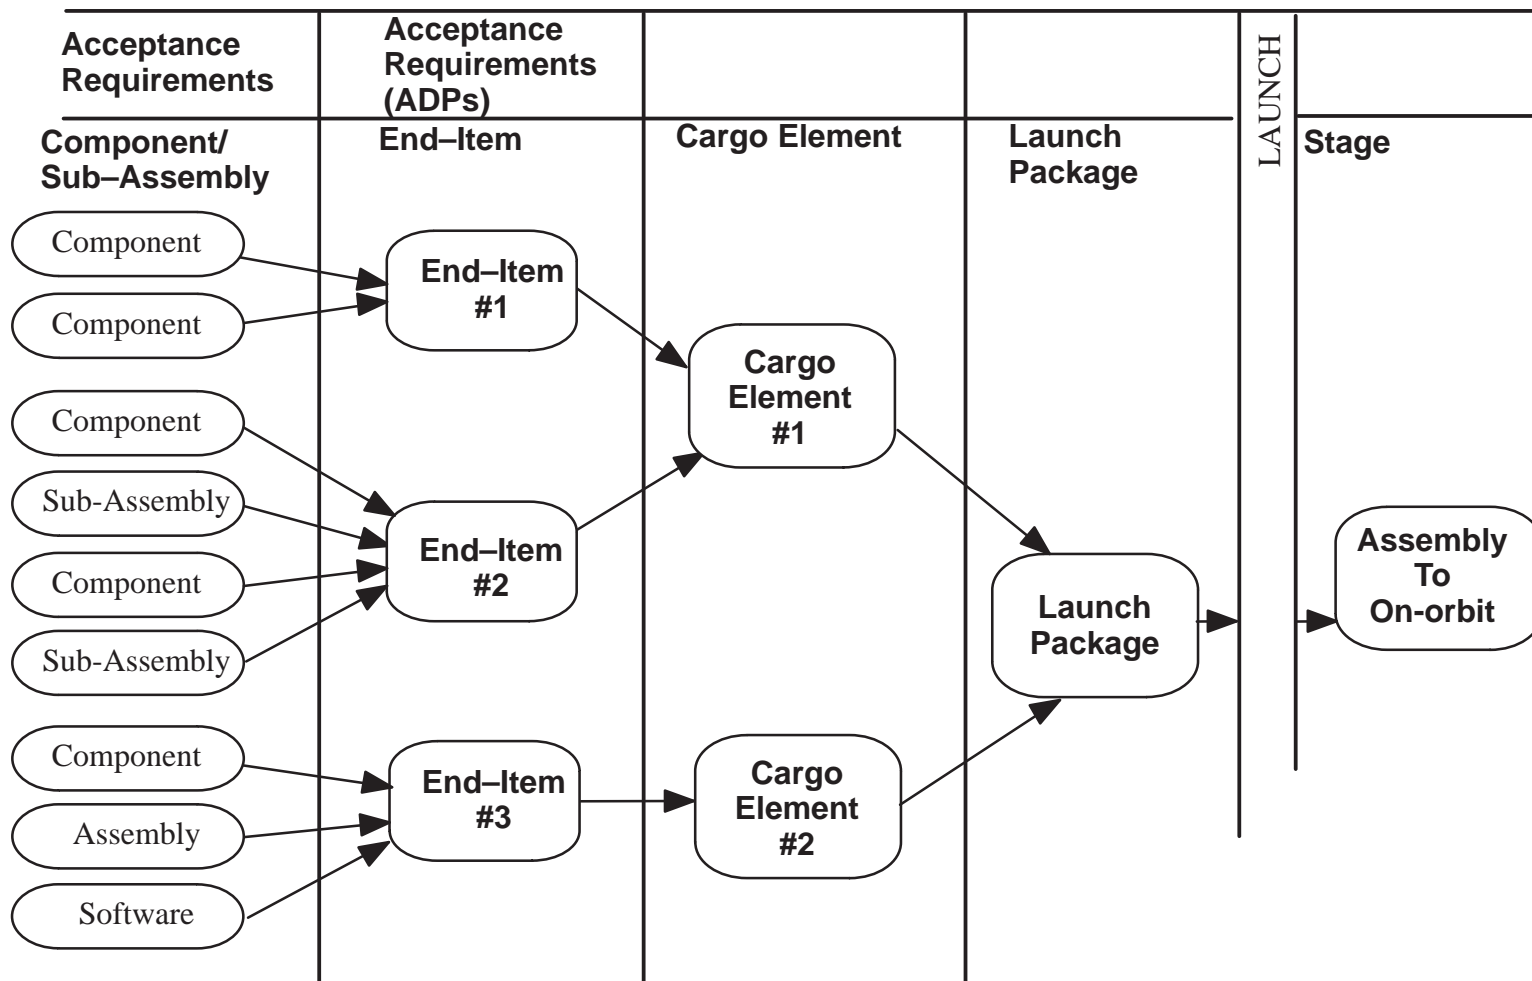 Acceptance
Requirements
Acceptance
Requirements
(ADPs)
LAUNCH
Component/
Sub–Assembly
End–Item
Cargo Element
Launch
Package
Stage
Component
Component
Component
Sub-Assembly
Component
Sub-Assembly
Component
Assembly
Software
End–Item
#1
End–Item
#2
End–Item
#3
Cargo
Element
#1
Cargo
Element
#2
Launch
Package
Assembly
To
On-orbit